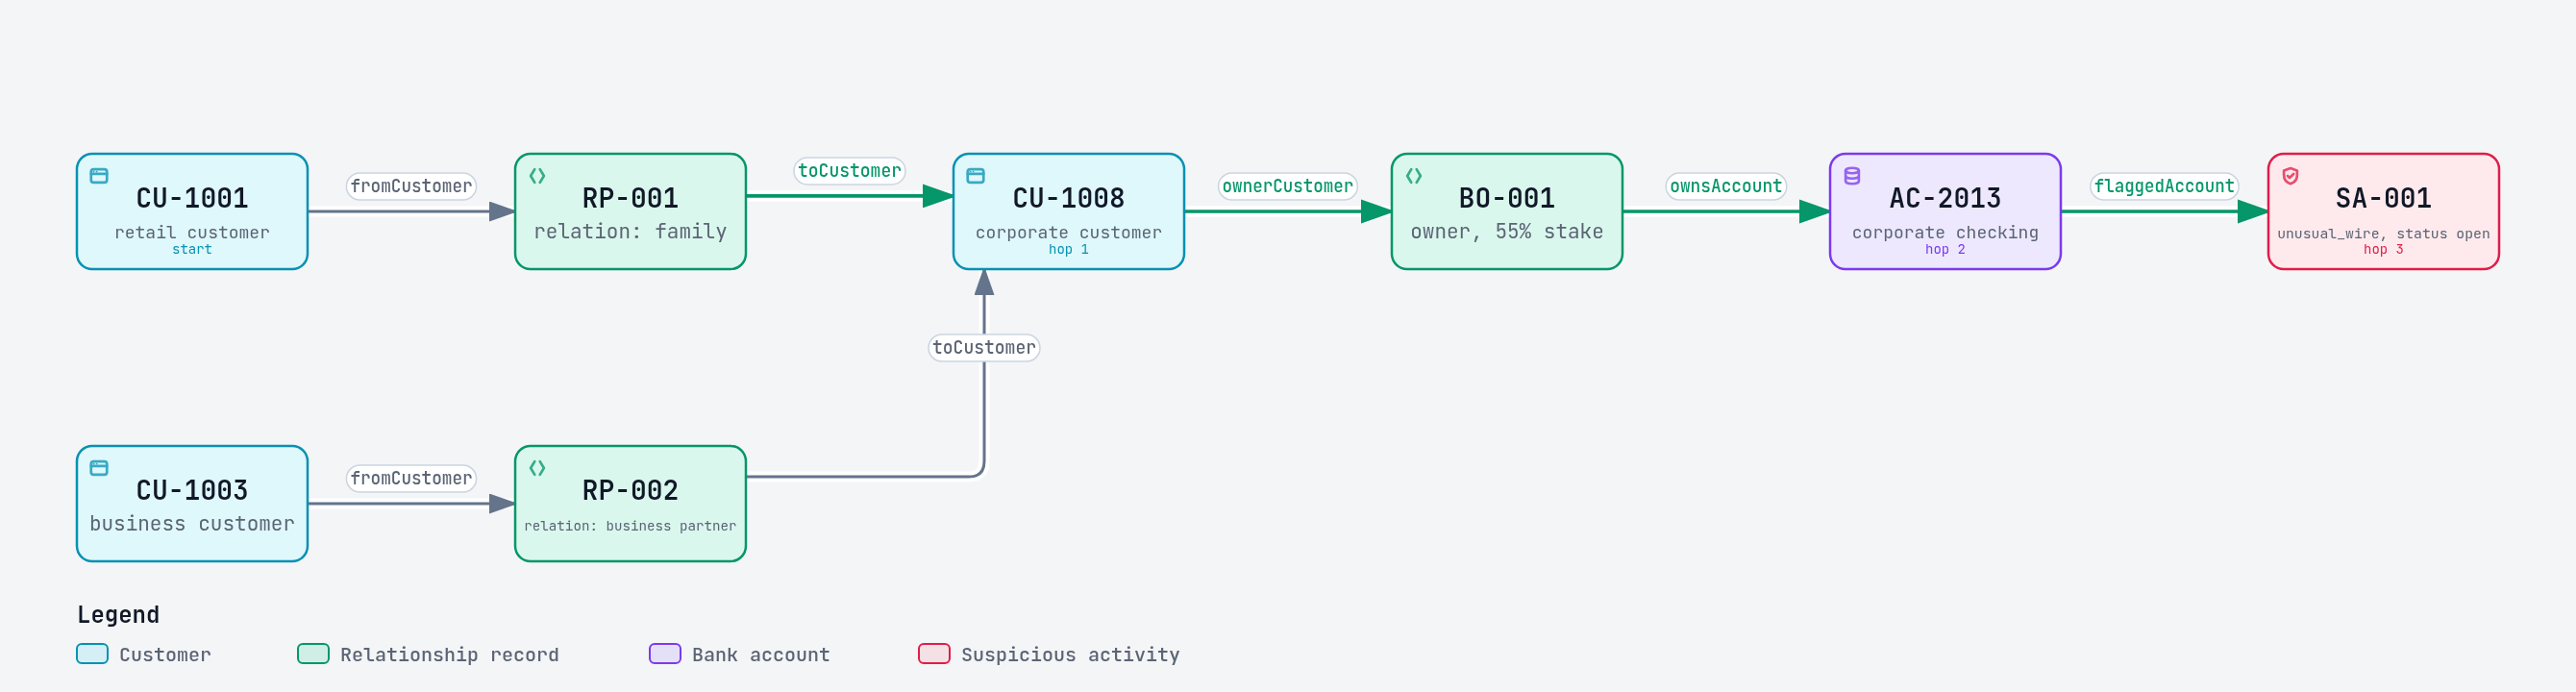 CU-1001
retail customer
start
fromCustomer
RP-001
relation: family
toCustomer
CU-1008
corporate customer
hop 1
ownerCustomer
BO-001
owner, 55% stake
ownsAccount
AC-2013
corporate checking
hop 2
flaggedAccount
SA-001
unusual_wire, status open
hop 3
toCustomer
CU-1003
business customer
fromCustomer
RP-002
relation: business partner
Legend
Customer
Relationship record
Bank account
Suspicious activity